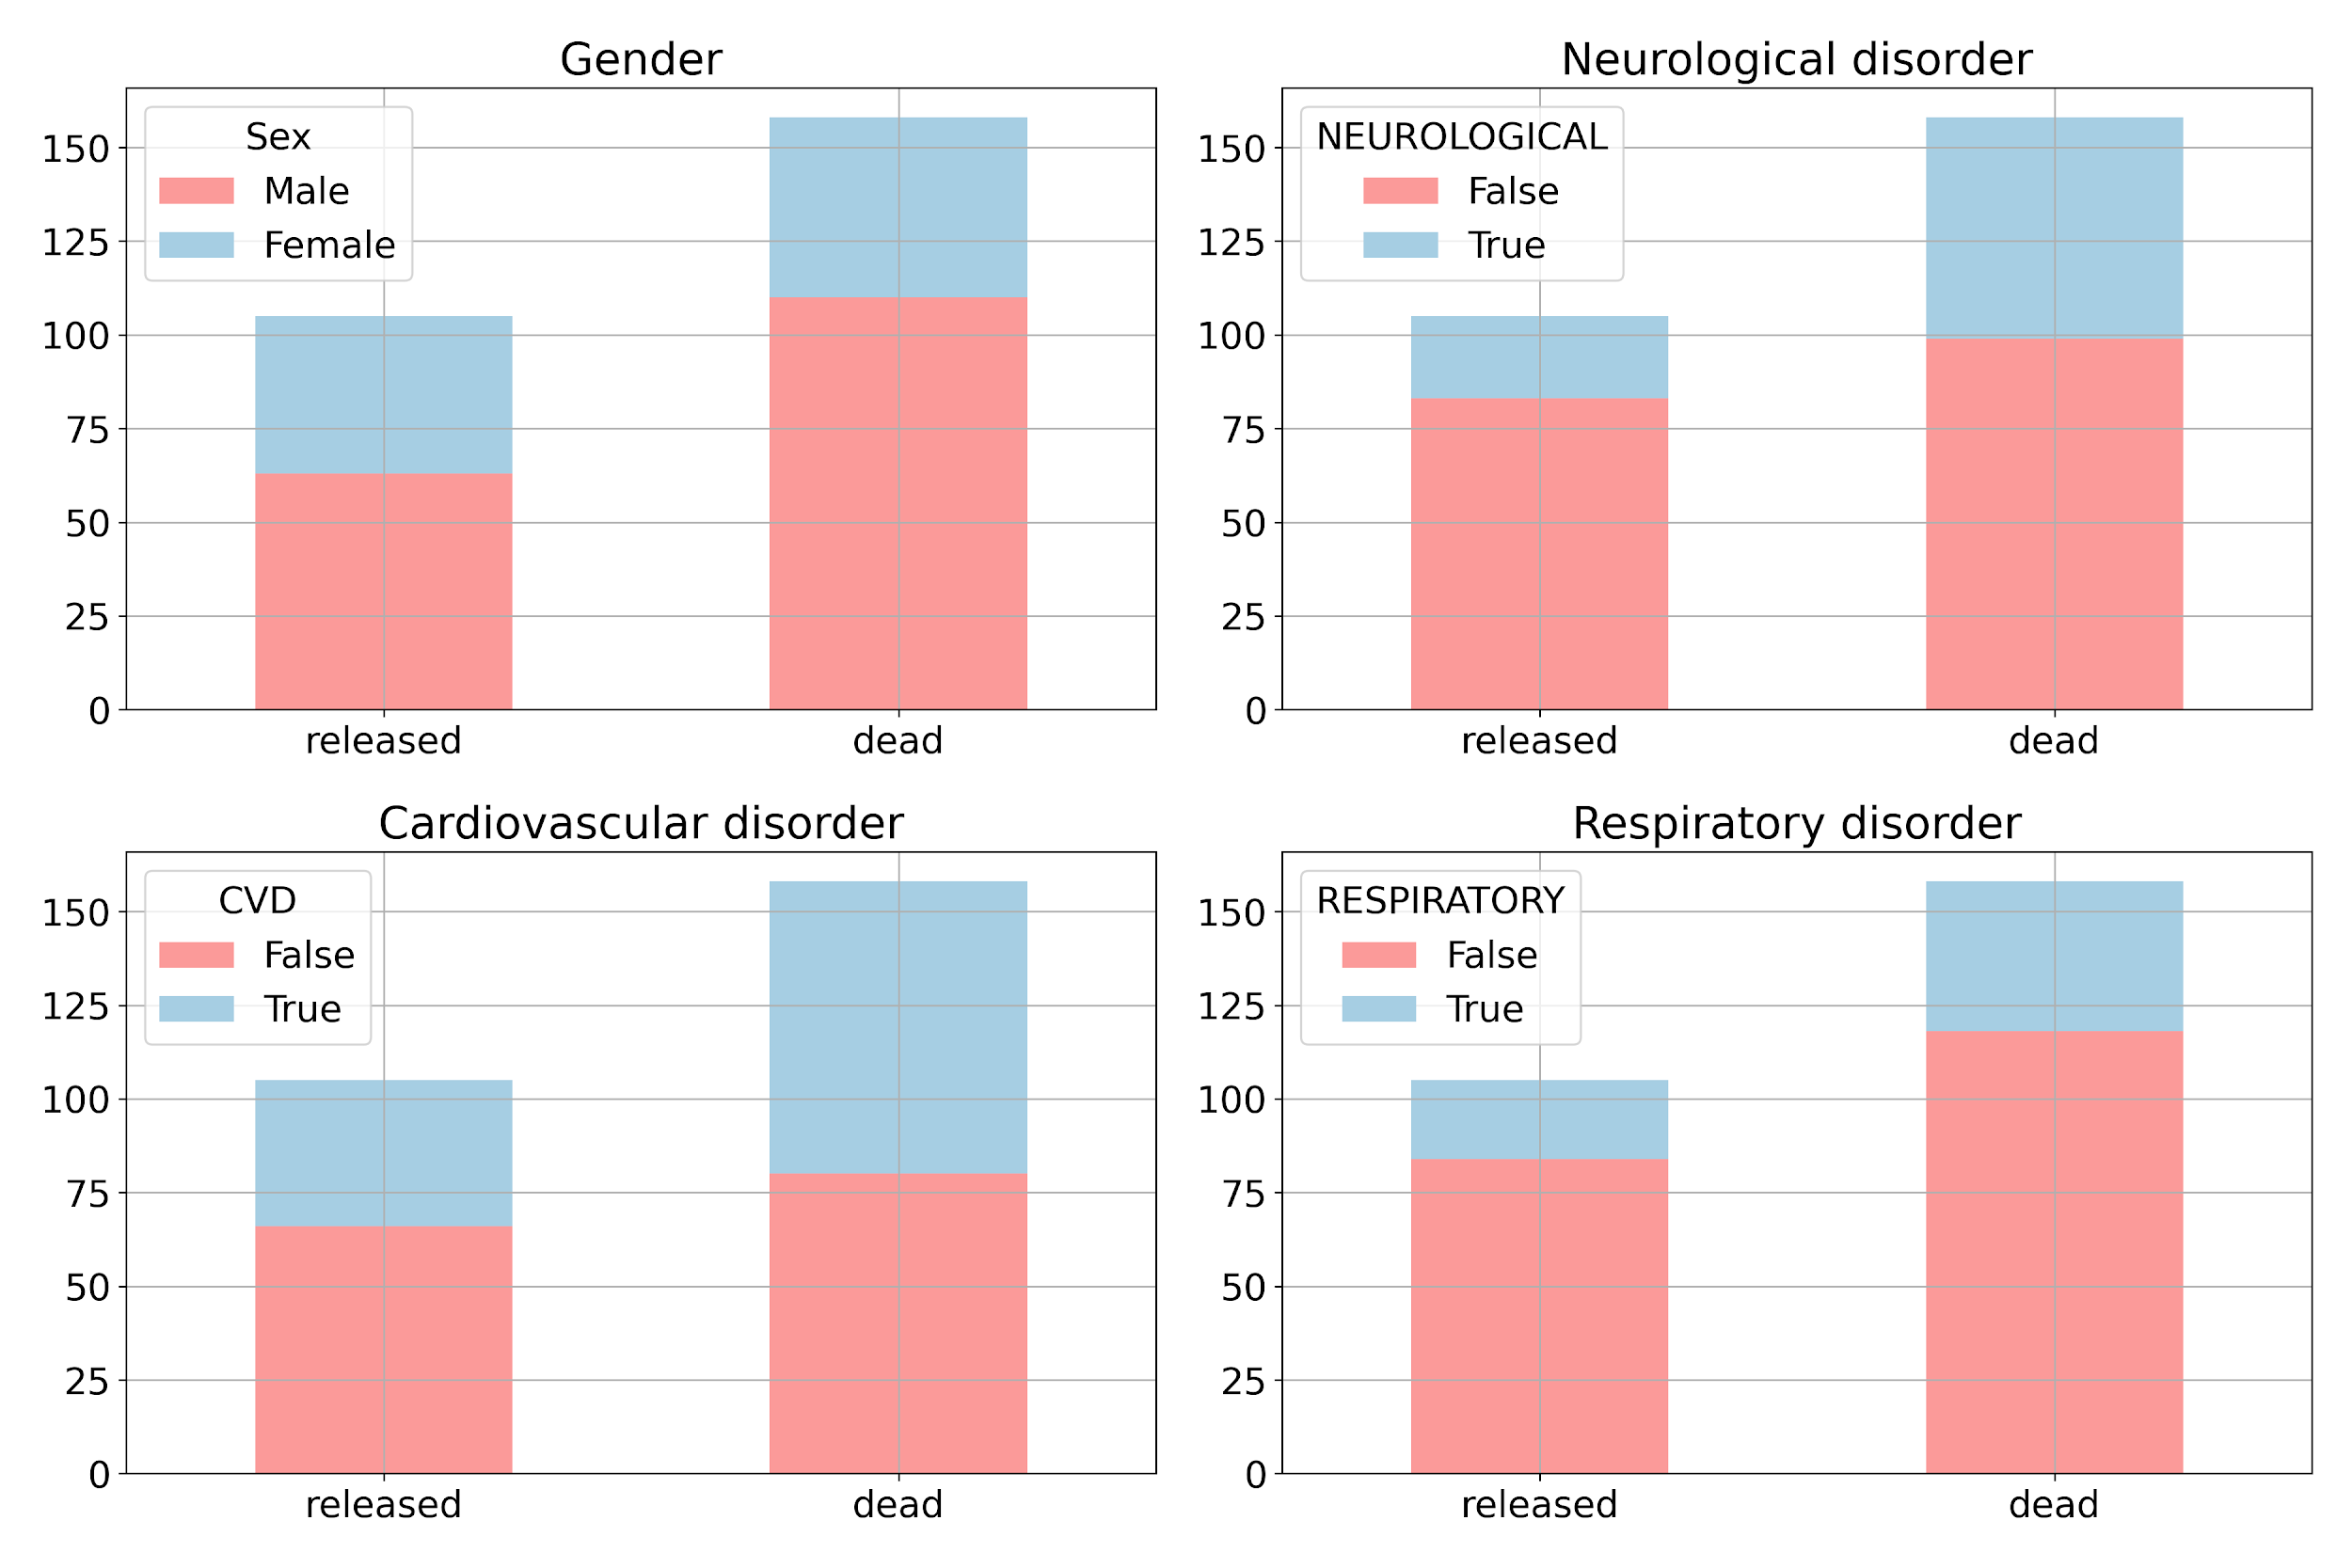 Gender
Sex
Male
Female
150
125
100
75
50
25
0
released dead
Neurological disorder
NEUROLOGICAL
False
True
150
125
100
75
50
25
0
released dead
Cardiovascular disorder
CVD
False
True
150
125
100
75
50
25
0
released dead
Respiratory disorder
RESPIRATORY
False
True
150
125
100
75
50
25
0
released dead